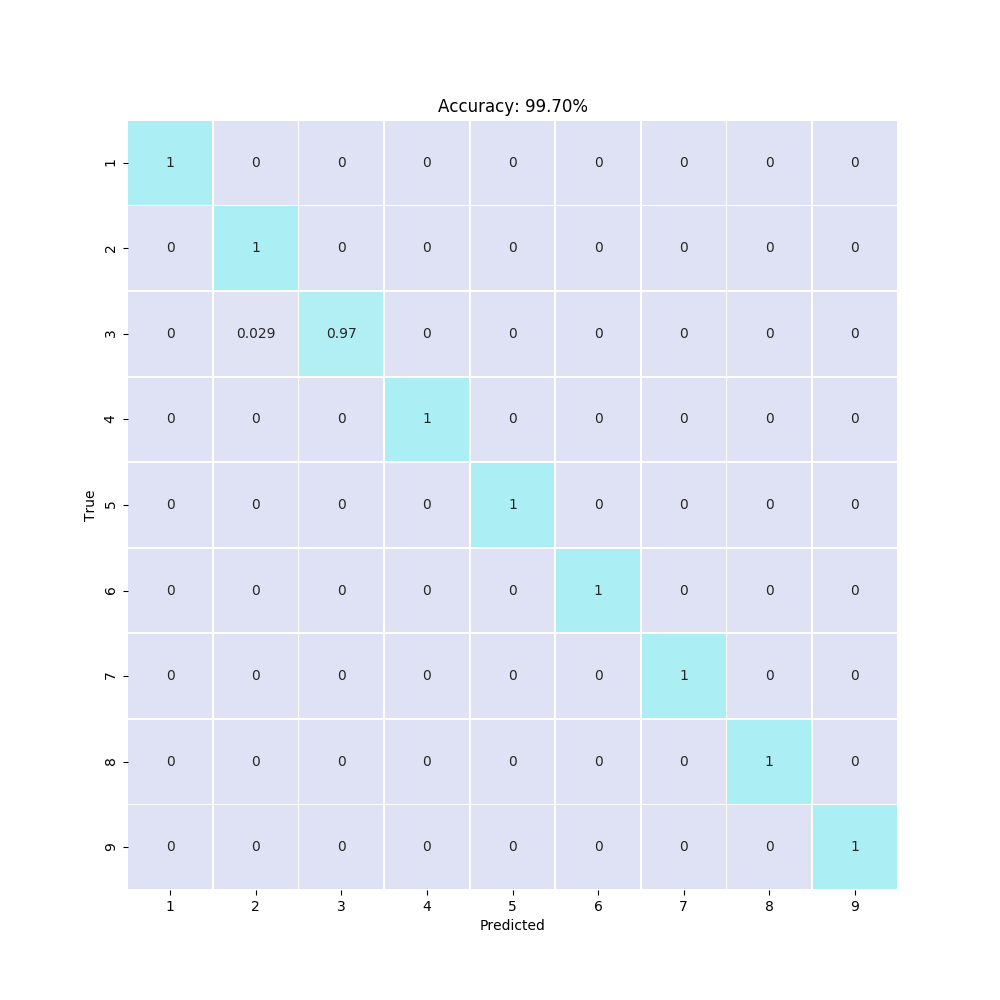 Accuracy: 99.70%
1 1 0 0 0 0 0 0 0 0
2 0 1 0 0 0 0 0 0 0
3 0 0.029 0.97 0 0 0 0 0 0
4 0 0 0 1 0 0 0 0 0
5 0 0 0 0 1 0 0 0 0
True
6 0 0 0 0 0 1 0 0 0
7 0 0 0 0 0 0 1 0 0
8 0 0 0 0 0 0 0 1 0
9 0 0 0 0 0 0 0 0 1
1 2 3 4 5 6 7 8 9
Predicted